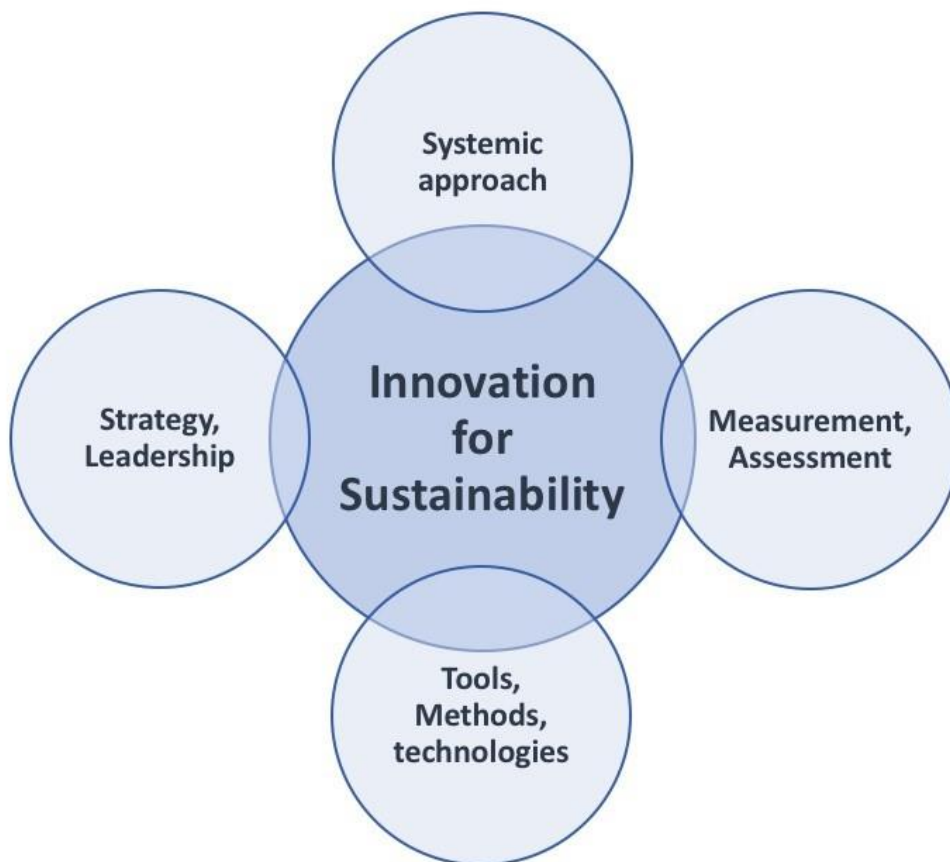 Systemic
approach
Strategy,
Leadership
Innovation
for
Sustainability
Measurement,
Assessment
Tools,
Methods,
technologies